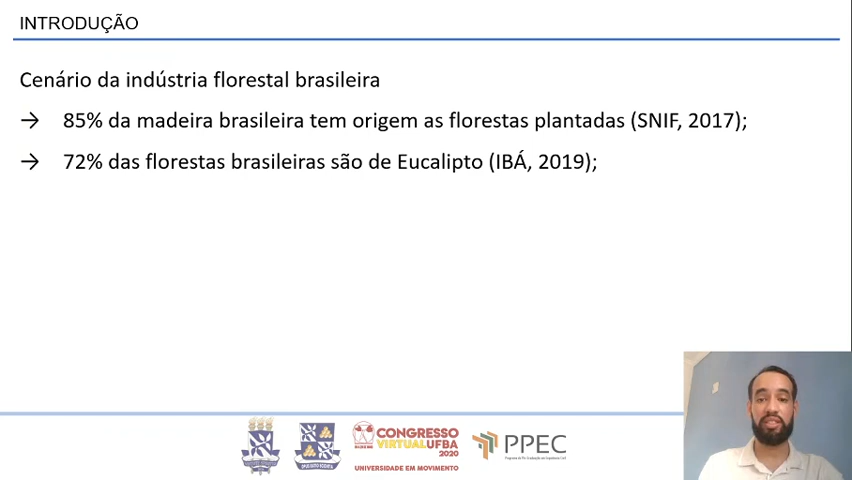 INTRODUÇÃO
Cenário da indústria florestal brasileira
→ 85% da madeira brasileira tem origem as florestas plantadas (SNIF, 2017);
→ 72% das florestas brasileiras são de Eucalipto (IBÁ, 2019);
CONGRESSO
VIRTUALUFBA
2020
UNIVERSIDADE EM MOVIMENTO
PPEC